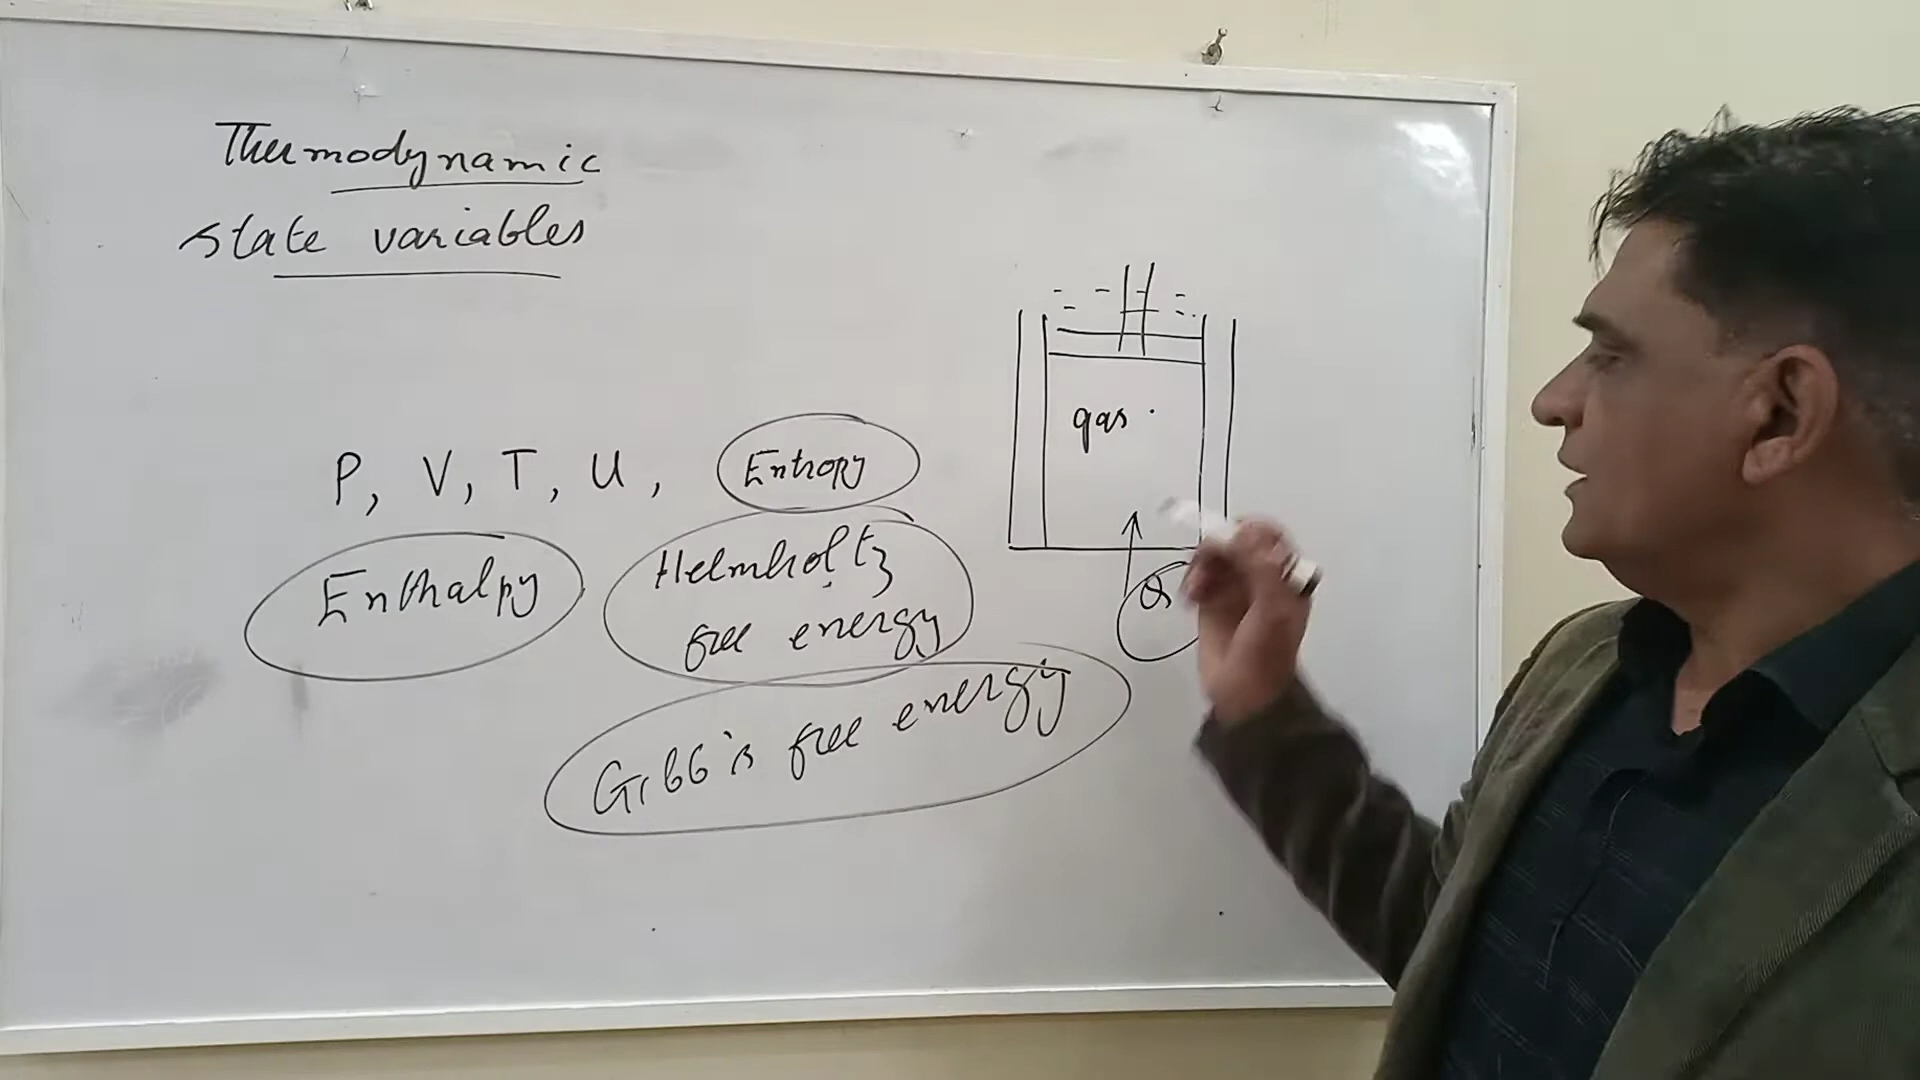 Thermodynamic
state variables
P, V, T, U, Entropy
Enthalpy
Helmholtz
free energy
Gibb's free energy
gas
Q